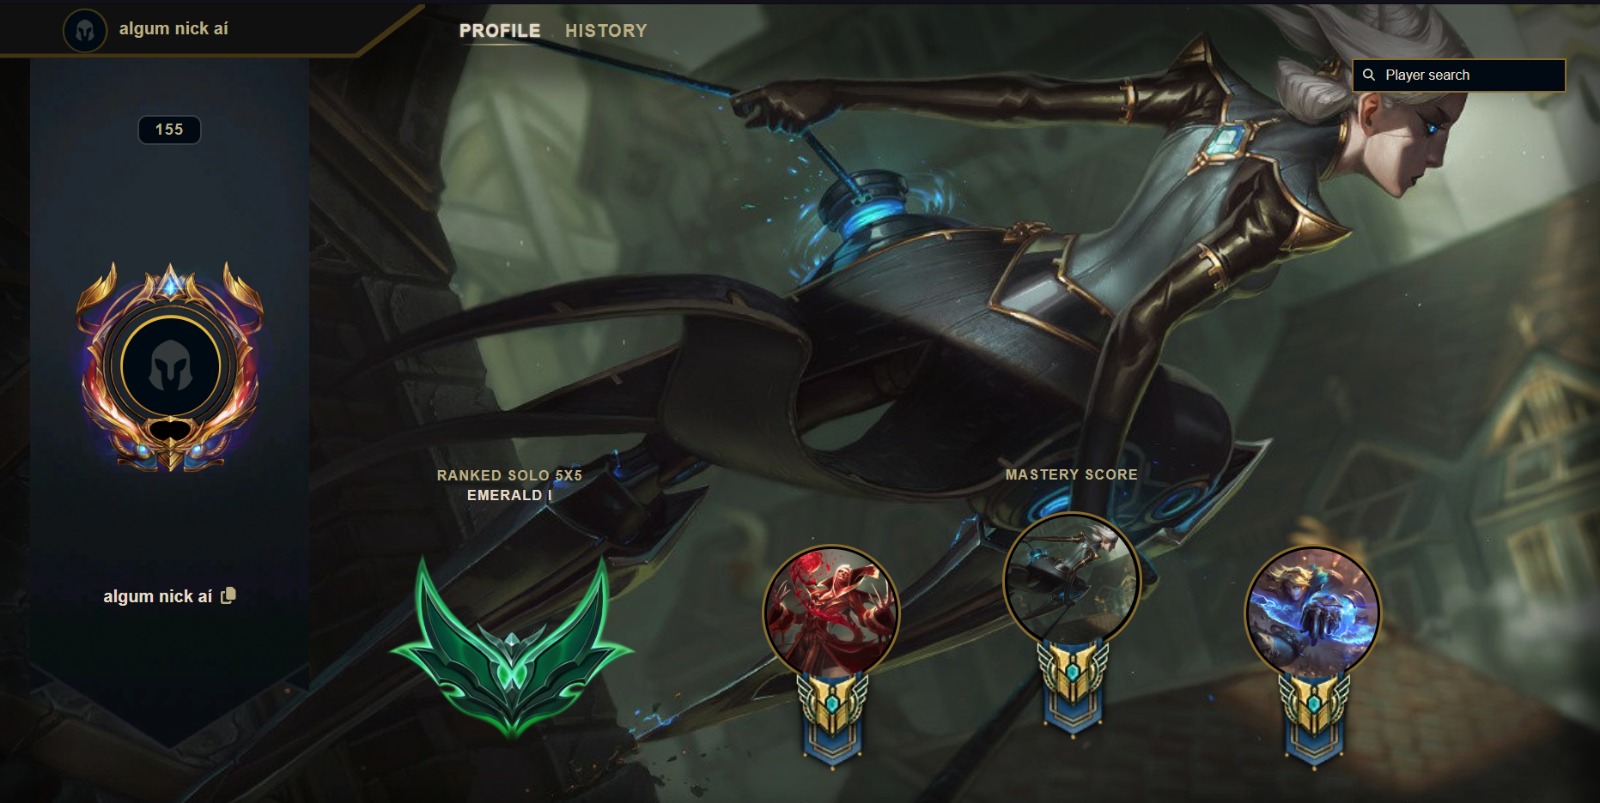 algum nick aí
PROFILE
HISTORY
Player search
155
RANKED SOLO 5X5
EMERALD I
MASTERY SCORE
algum nick aí